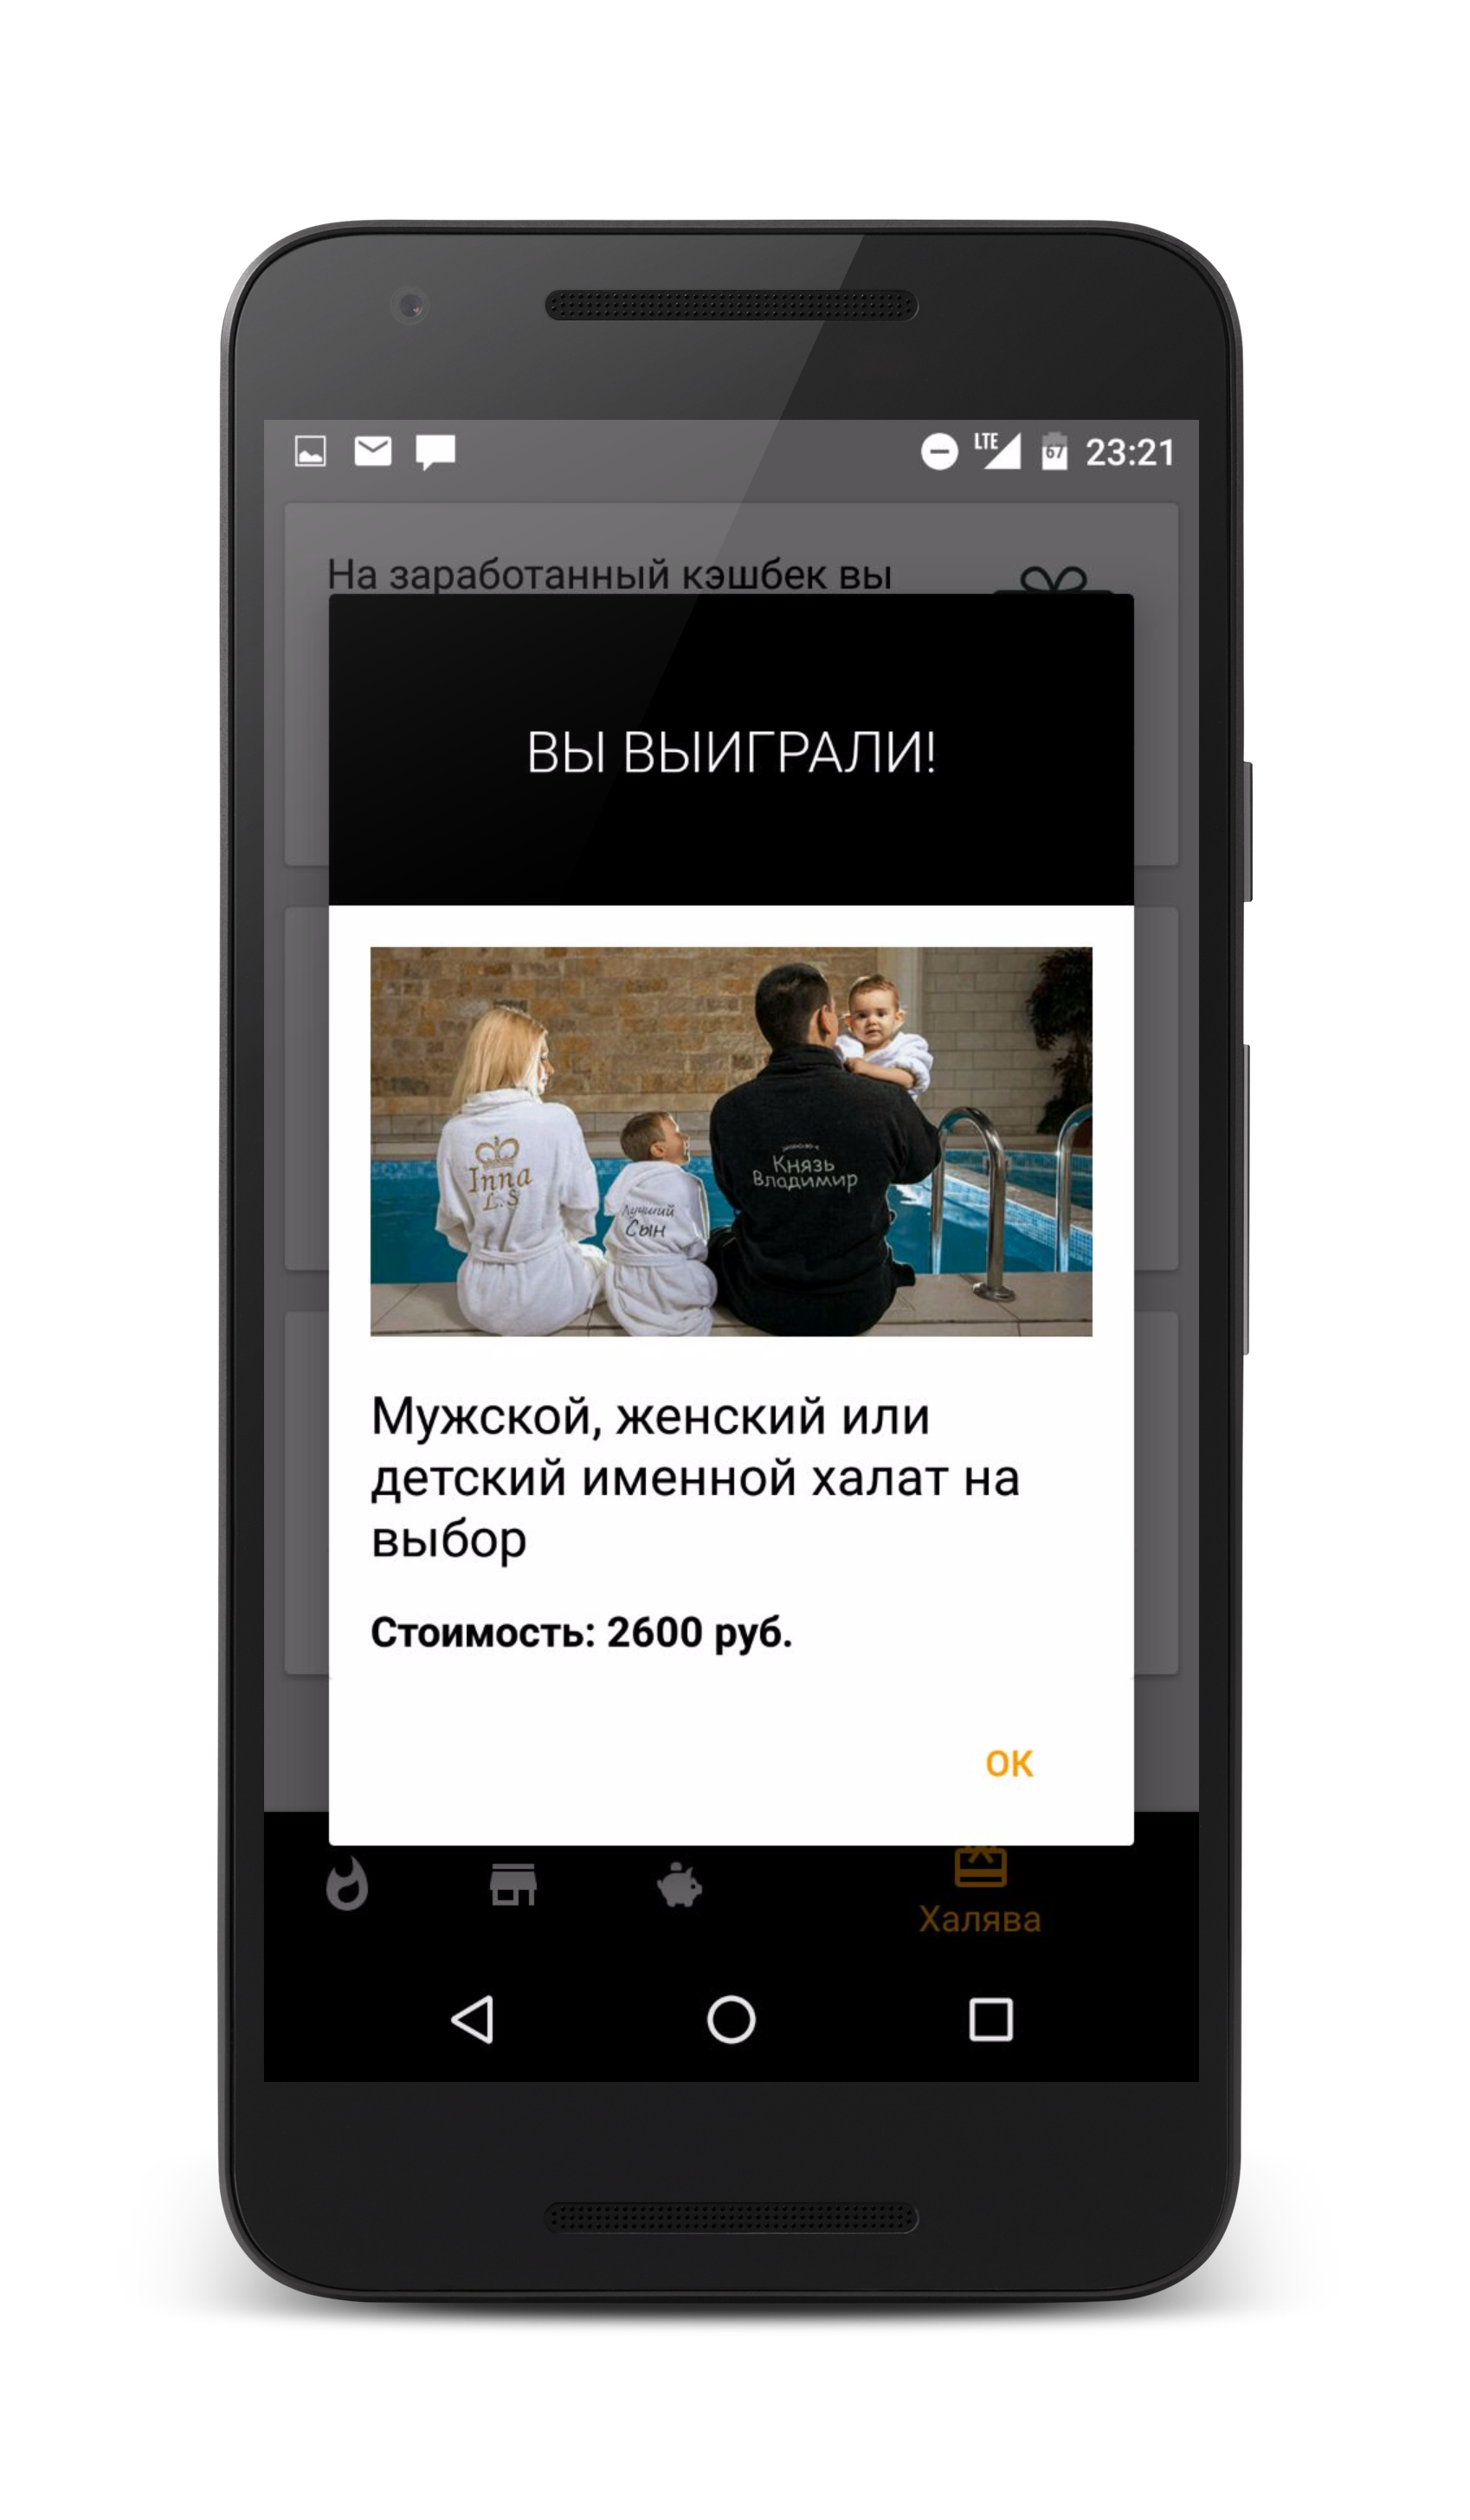 LTE
67
23:21
На заработанный кэшбек вы
ВЫ ВЫИГРАЛИ!
Inna
L.S
Лучший
Сын
Князь
Владимир
Мужской, женский или
детский именной халат на
выбор
Стоимость: 2600 руб.
ОК
Халява